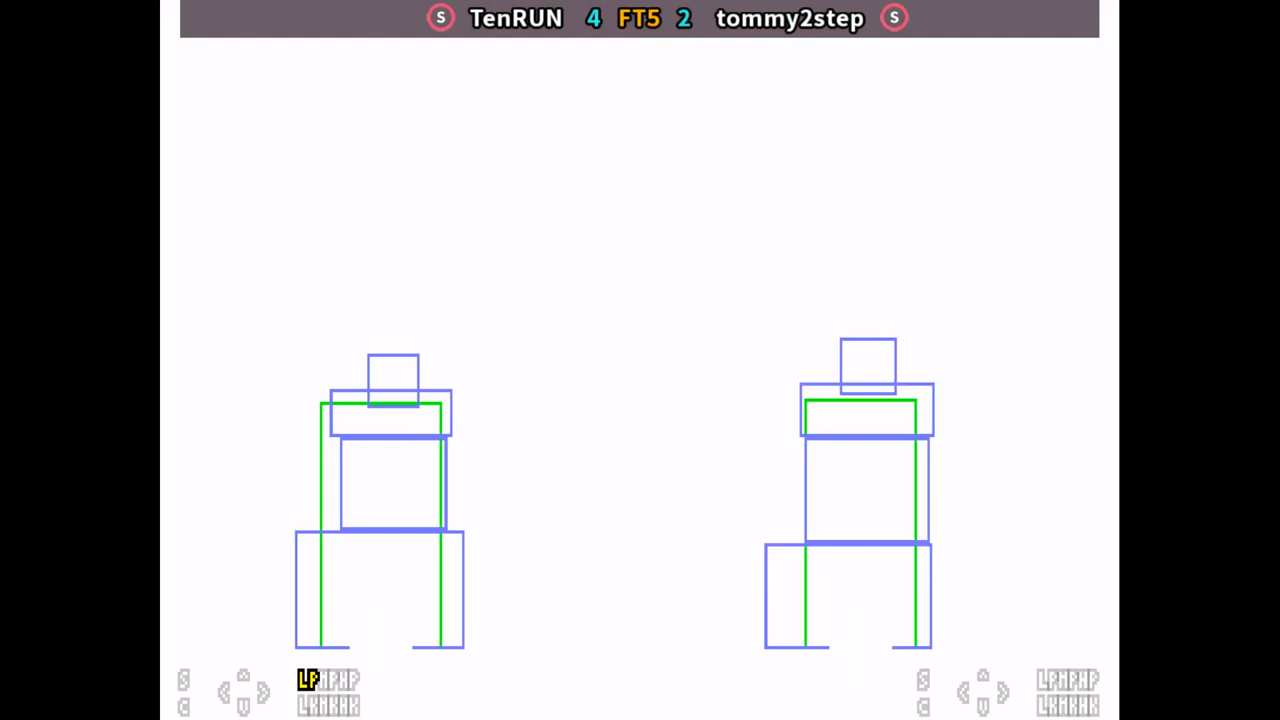 S TenRUN 4 FT5 2 tommy2step S
S LP MP HP S LP MP HP
C LK MK HK C LK MK HK